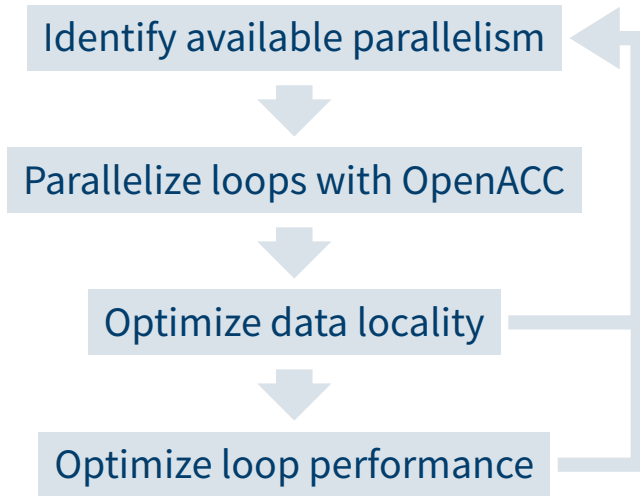 Identify available parallelism
Parallelize loops with OpenACC
Optimize data locality
Optimize loop performance